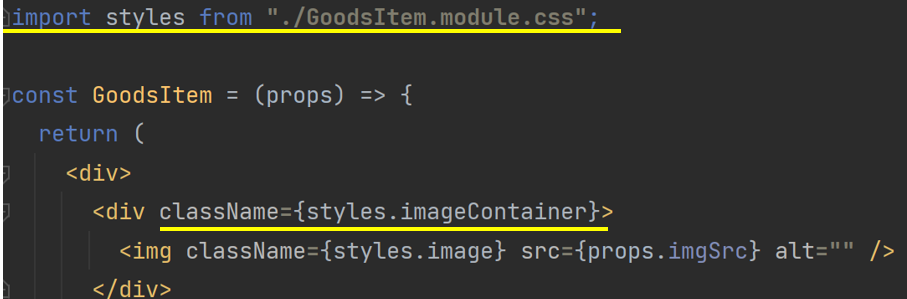 import styles from "./GoodsItem.module.css";
const GoodsItem = (props) => {
return (
<div>
<div className={styles.imageContainer}>
<img className={styles.image} src={props.imgSrc} alt="" />
</div>